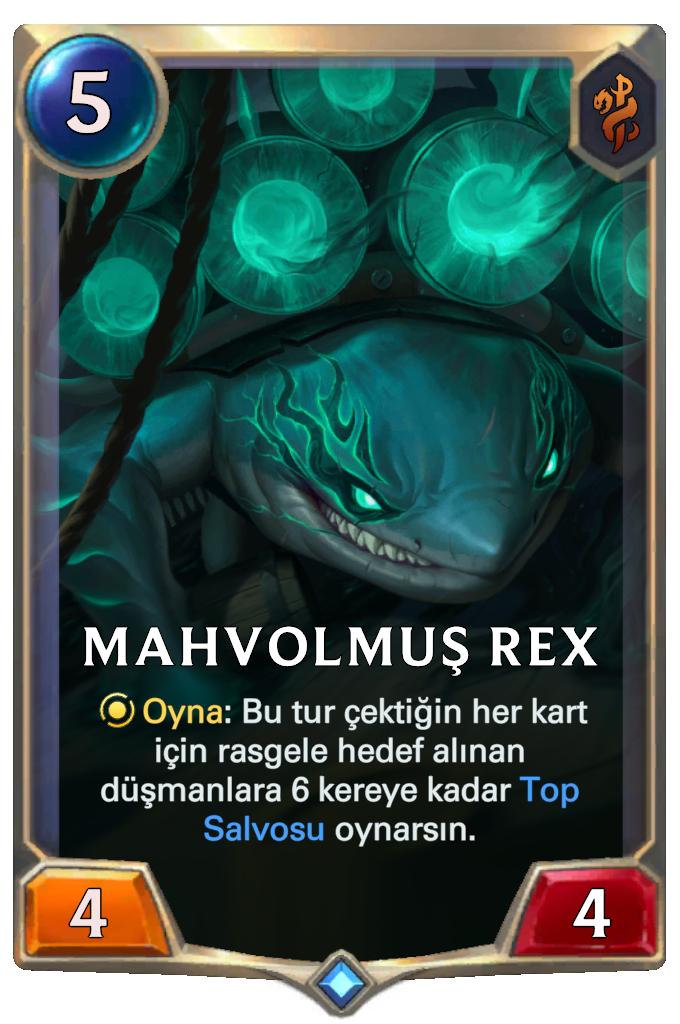 5
MAHVOLMUŞ REX
Oyna: Bu tur çektiğin her kart
için rasgele hedef alınan
düşmanlara 6 kereye kadar Top
Salvosu oynarsın.
4
4